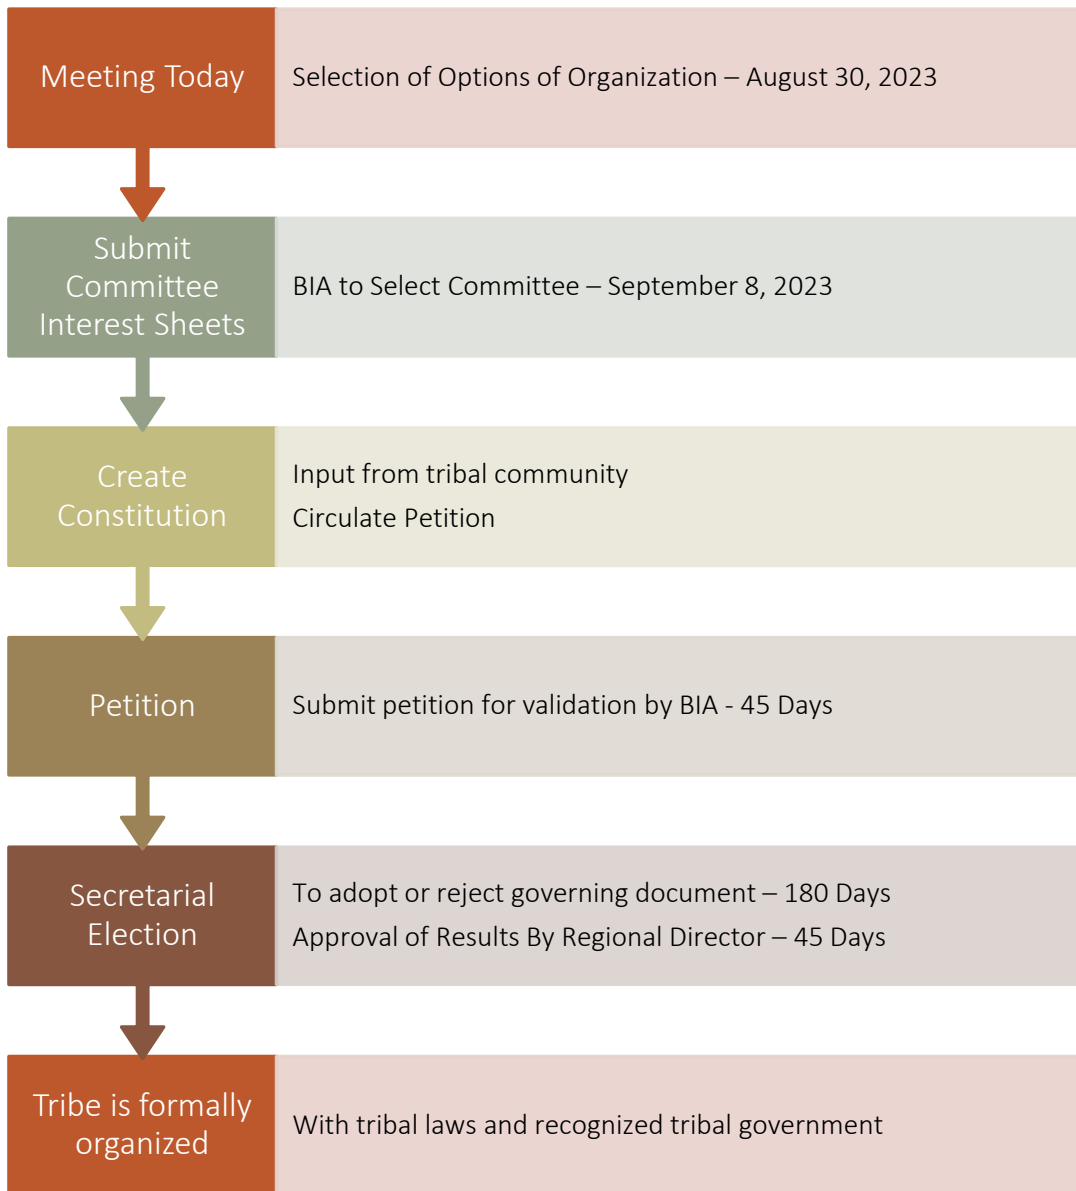 Meeting Today
Selection of Options of Organization – August 30, 2023
Submit
Committee
Interest Sheets
BIA to Select Committee – September 8, 2023
Create
Constitution
Input from tribal community
Circulate Petition
Petition
Submit petition for validation by BIA - 45 Days
Secretarial
Election
To adopt or reject governing document – 180 Days
Approval of Results By Regional Director – 45 Days
Tribe is formally
organized
With tribal laws and recognized tribal government